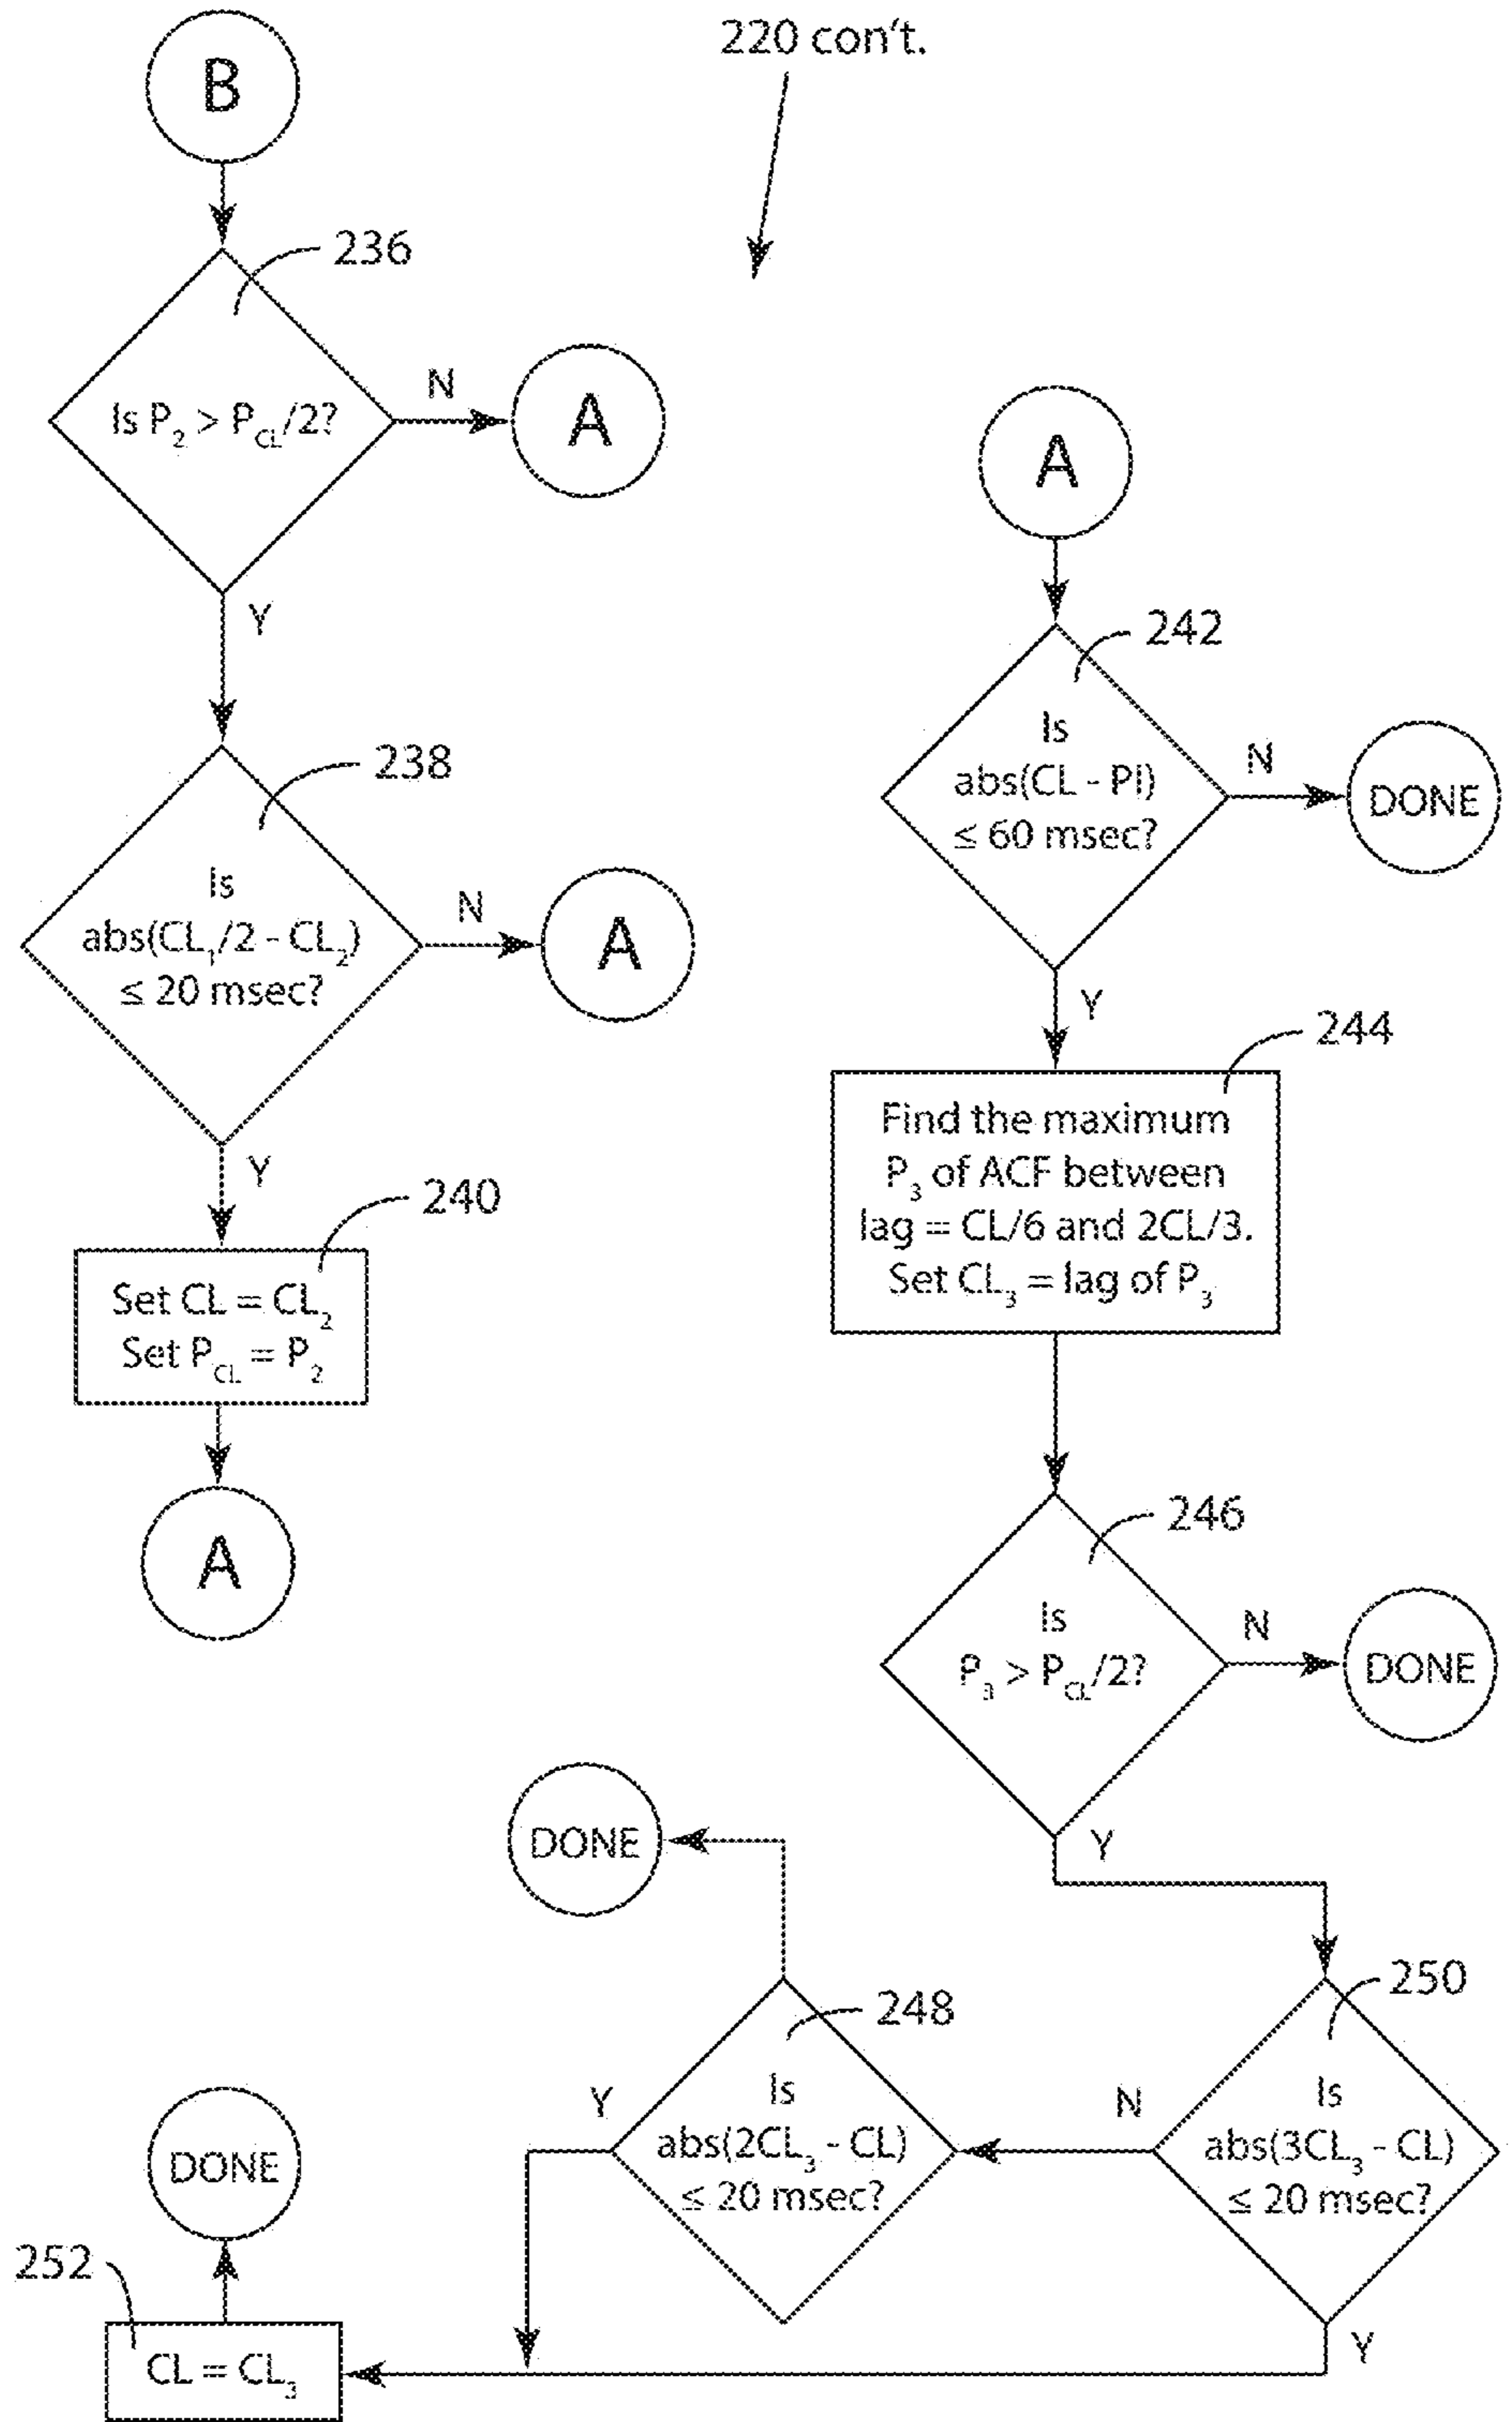 220 con't.
B
236
Is P₂ > P_CL/2?
N
A
Y
238
Is
abs(CL₁/2 - CL₂)
≤ 20 msec?
N
A
Y
240
Set CL = CL₂
Set P_CL = P₂
A
A
242
Is
abs(CL - PI)
≤ 60 msec?
N
DONE
Y
244
Find the maximum
P₃ of ACF between
lag = CL/6 and 2CL/3.
Set CL₃ = lag of P₃
246
Is
P₃ > P_CL/2?
N
DONE
Y
250
Is
abs(3CL₃ - CL)
≤ 20 msec?
N
Y
248
Is
abs(2CL₃ - CL)
≤ 20 msec?
DONE
Y
252
CL = CL₃
DONE